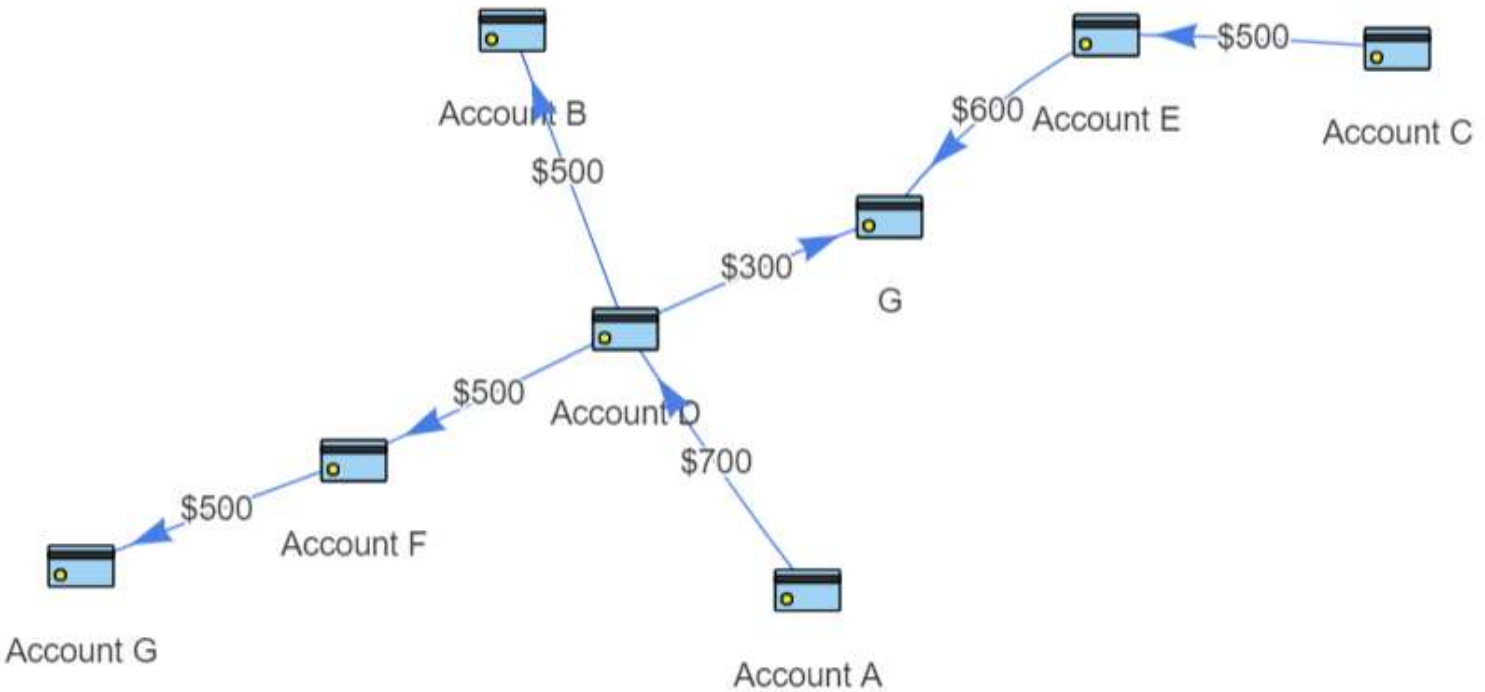 $500
Account B
$600
Account E
Account C
$500
$300
G
$500
Account D
$700
$500
Account F
Account G
Account A